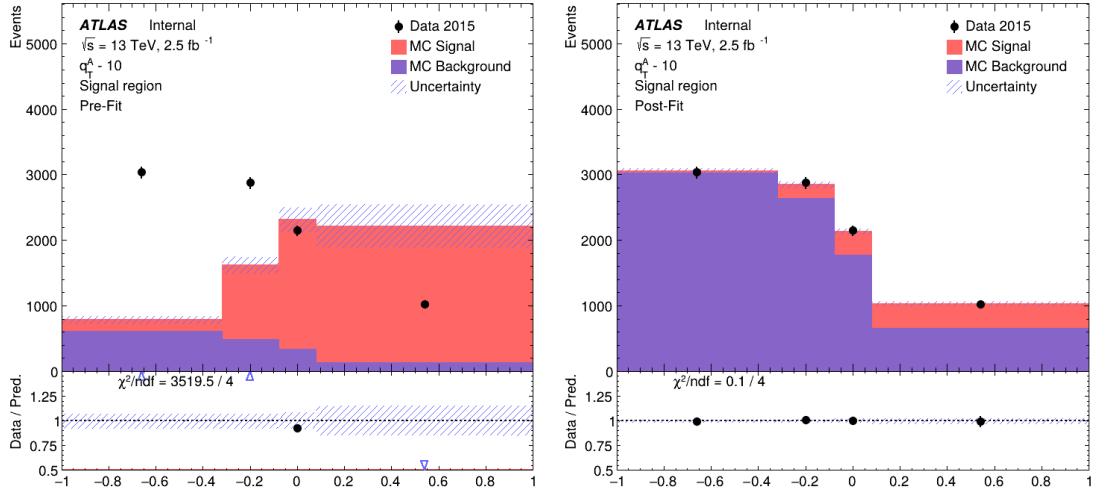 Events
5000
4000
3000
2000
1000
0
ATLAS Internal
√s = 13 TeV, 2.5 fb⁻¹
q_T^A - 10
Signal region
Pre-Fit
Data 2015
MC Signal
MC Background
Uncertainty
χ²/ndf = 3519.5 / 4
Data / Pred.
1.25
1
0.75
0.5
−1 −0.8 −0.6 −0.4 −0.2 0 0.2 0.4 0.6 0.8 1
Events
5000
4000
3000
2000
1000
0
ATLAS Internal
√s = 13 TeV, 2.5 fb⁻¹
q_T^A - 10
Signal region
Post-Fit
Data 2015
MC Signal
MC Background
Uncertainty
χ²/ndf = 0.1 / 4
Data / Pred.
1.25
1
0.75
0.5
−1 −0.8 −0.6 −0.4 −0.2 0 0.2 0.4 0.6 0.8 1